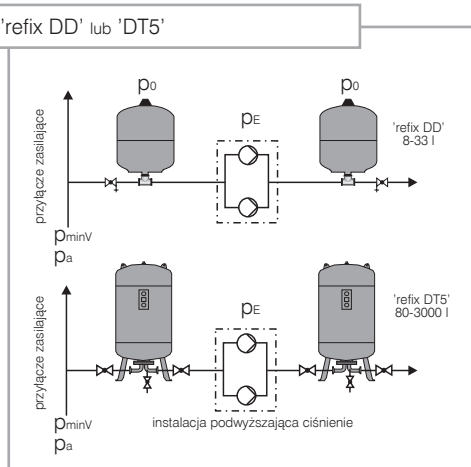 'refix DD' lub 'DT5'
p0
p0
pE
'refix DD'
8-33 l
przyłącze zasilające
pminV
pa
pE
'refix DT5'
80-3000 l
przyłącze zasilające
pminV
pa
instalacja podwyższająca ciśnienie